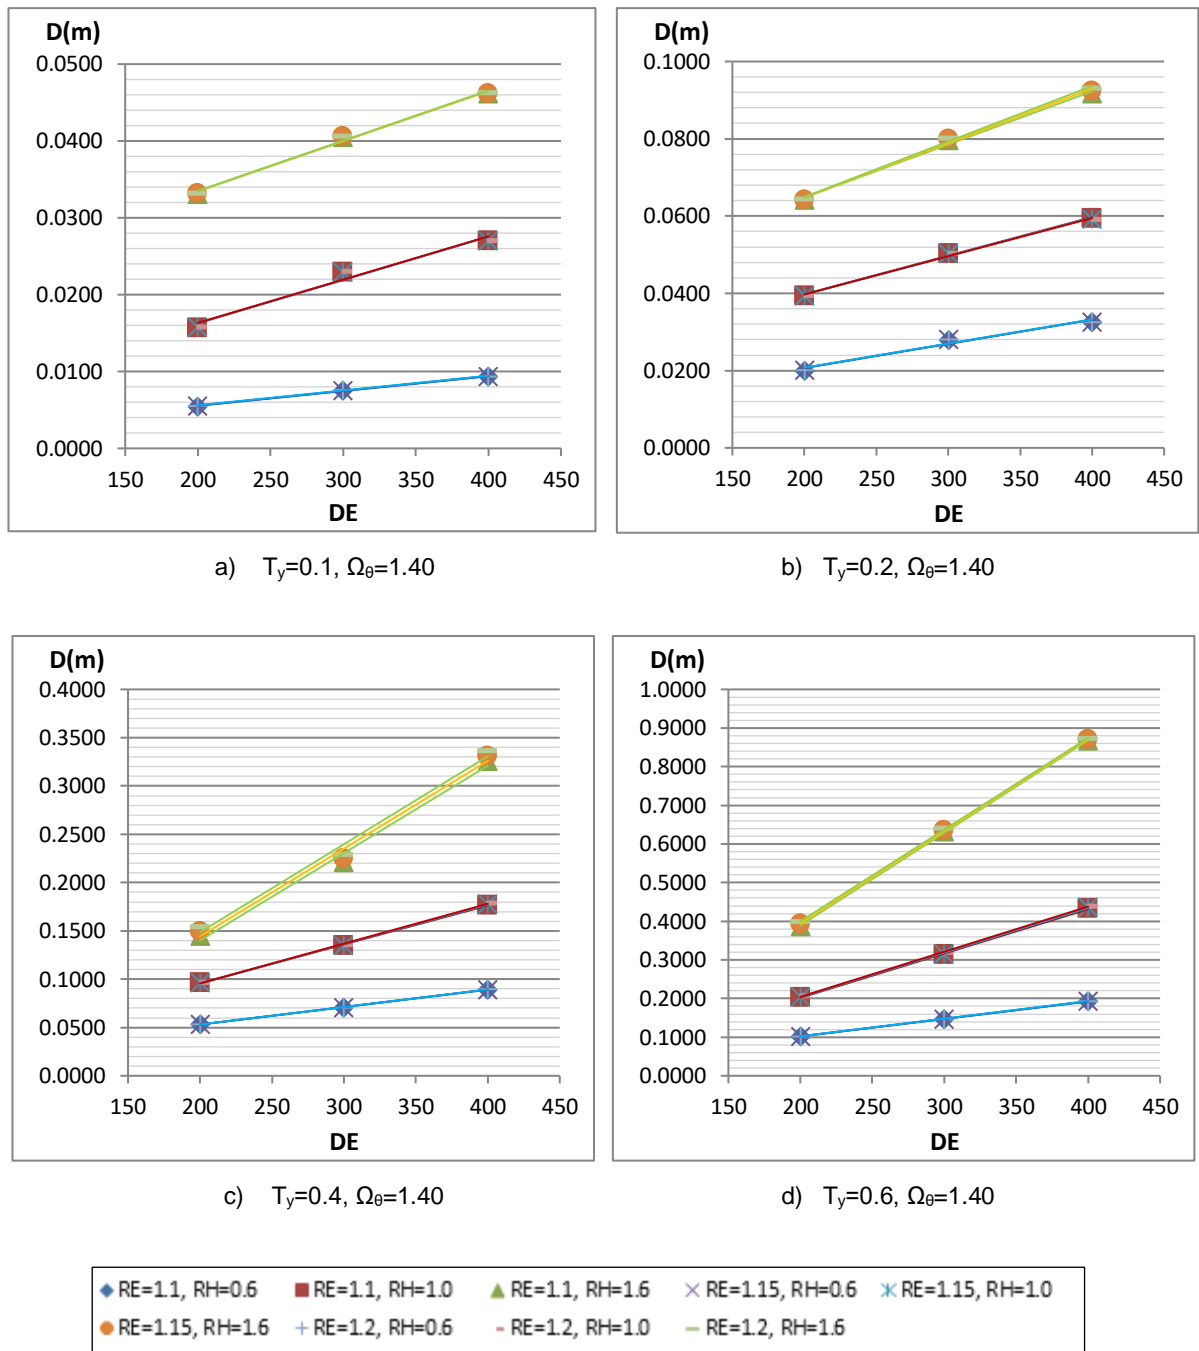 D(m)
0.0500
0.0400
0.0300
0.0200
0.0100
0.0000
150 200 250 300 350 400 450
DE
a) Ty=0.1, Ωθ=1.40
D(m)
0.1000
0.0800
0.0600
0.0400
0.0200
0.0000
150 200 250 300 350 400 450
DE
b) Ty=0.2, Ωθ=1.40
D(m)
0.4000
0.3500
0.3000
0.2500
0.2000
0.1500
0.1000
0.0500
0.0000
150 200 250 300 350 400 450
DE
c) Ty=0.4, Ωθ=1.40
D(m)
1.0000
0.9000
0.8000
0.7000
0.6000
0.5000
0.4000
0.3000
0.2000
0.1000
0.0000
150 200 250 300 350 400 450
DE
d) Ty=0.6, Ωθ=1.40
RE=1.1, RH=0.6 RE=1.1, RH=1.0 RE=1.1, RH=1.6 RE=1.15, RH=0.6 RE=1.15, RH=1.0
RE=1.15, RH=1.6 RE=1.2, RH=0.6 RE=1.2, RH=1.0 RE=1.2, RH=1.6